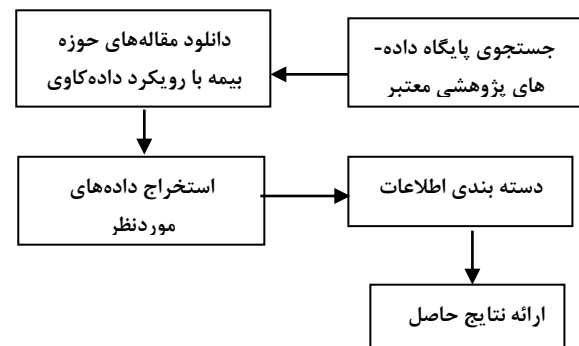 جستجوی پایگاه داده-
های پژوهشی معتبر
دانلود مقاله‌های حوزه
بیمه با رویکرد داده‌کاوی
استخراج داده‌های
موردنظر
دسته بندی اطلاعات
ارائه نتایج حاصل